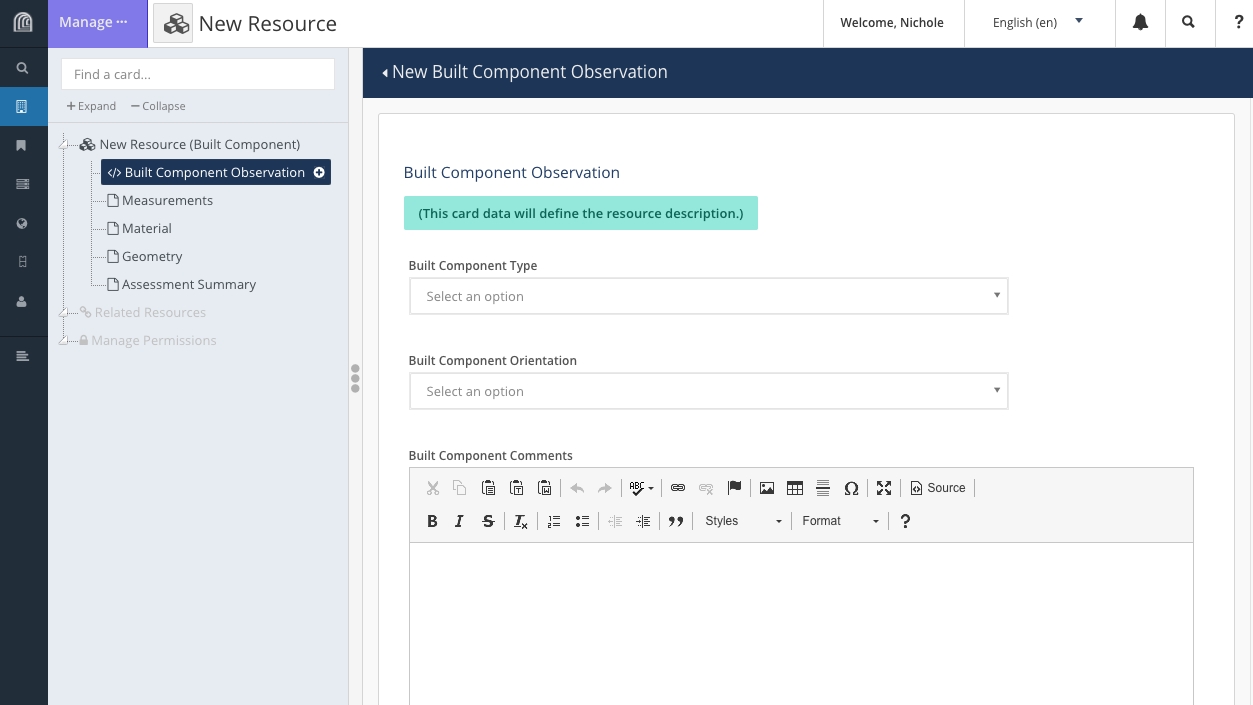 Manage
New Resource
Welcome, Nichole
English (en)
?
Find a card...
Expand
Collapse
New Resource (Built Component)
Built Component Observation
Measurements
Material
Geometry
Assessment Summary
Related Resources
Manage Permissions
New Built Component Observation
Built Component Observation
(This card data will define the resource description.)
Built Component Type
Select an option
Built Component Orientation
Select an option
Built Component Comments
ABC
Ω
Source
B I S Tx
Styles
Format
?